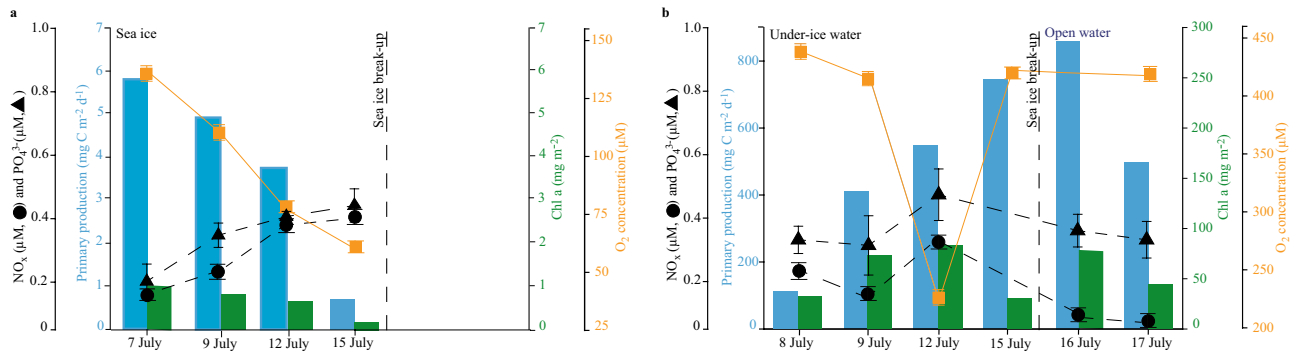 a
Sea ice
NOx (µM, ●) and PO₄³⁻(µM,▲)
1.0
0.8
0.6
0.4
0.2
0
Primary production (mg C m⁻² d⁻¹)
7
6
5
4
3
2
1
0
Sea ice break-up
Chl a (mg m⁻²)
7
6
5
4
3
2
1
0
O₂ concentration (µM)
150
125
100
75
50
25
7 July
9 July
12 July
15 July
b
Under-ice water
Open water
NOx (µM, ●) and PO₄³⁻(µM,▲)
1.0
0.8
0.6
0.4
0.2
0
Primary production (mg C m⁻² d⁻¹)
800
600
400
200
0
Sea ice break-up
Chl a (mg m⁻²)
300
250
200
150
100
50
0
O₂ concentration (µM)
450
400
350
300
250
200
8 July
9 July
12 July
15 July
16 July
17 July